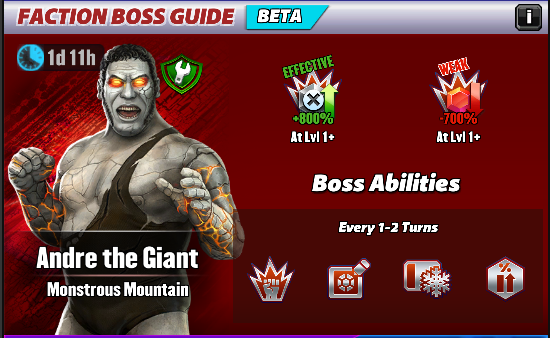 FACTION BOSS GUIDE
BETA
i
1d 11h
EFFECTIVE
+800%
At Lvl 1+
WEAK
-700%
At Lvl 1+
Boss Abilities
Every 1-2 Turns
Andre the Giant
Monstrous Mountain
%